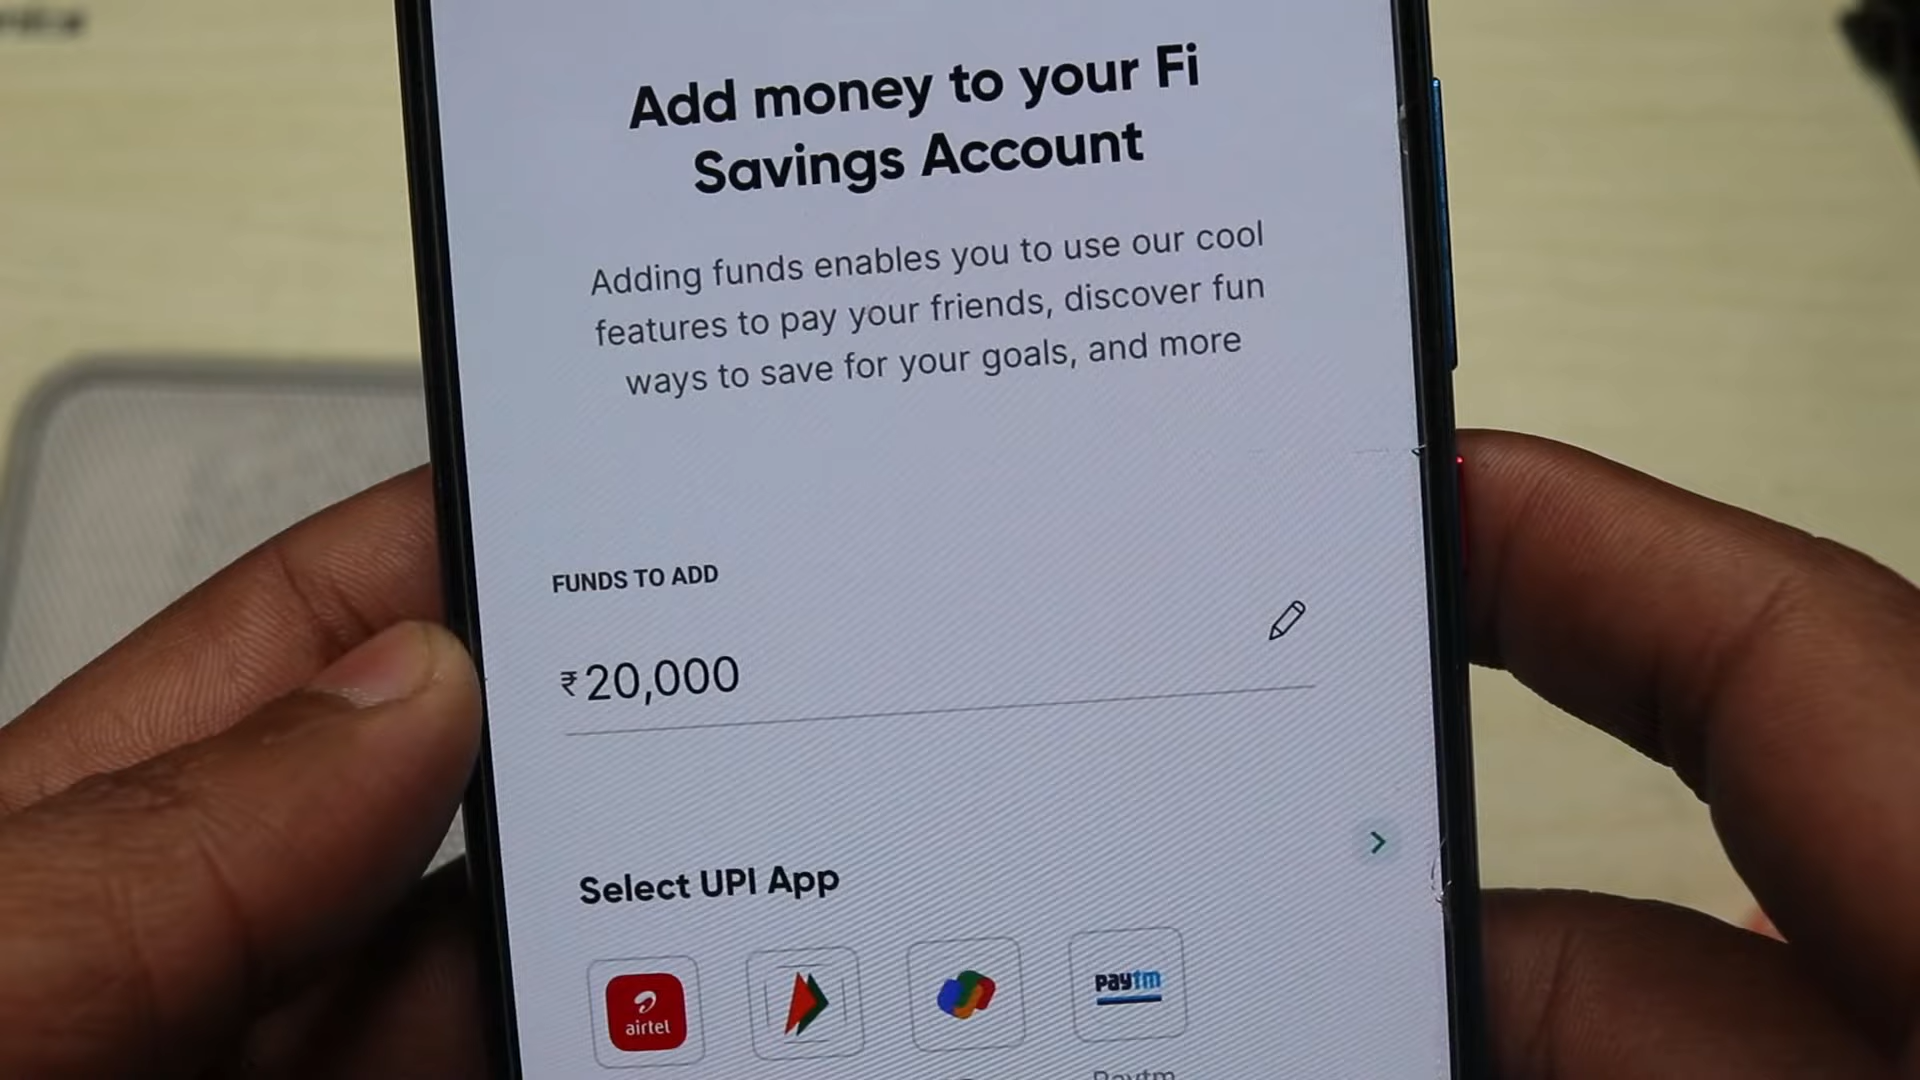 Add money to your Fi
Savings Account
Adding funds enables you to use our cool
features to pay your friends, discover fun
ways to save for your goals, and more
FUNDS TO ADD
₹20,000
Select UPI App
airtel
paytm
Paytm